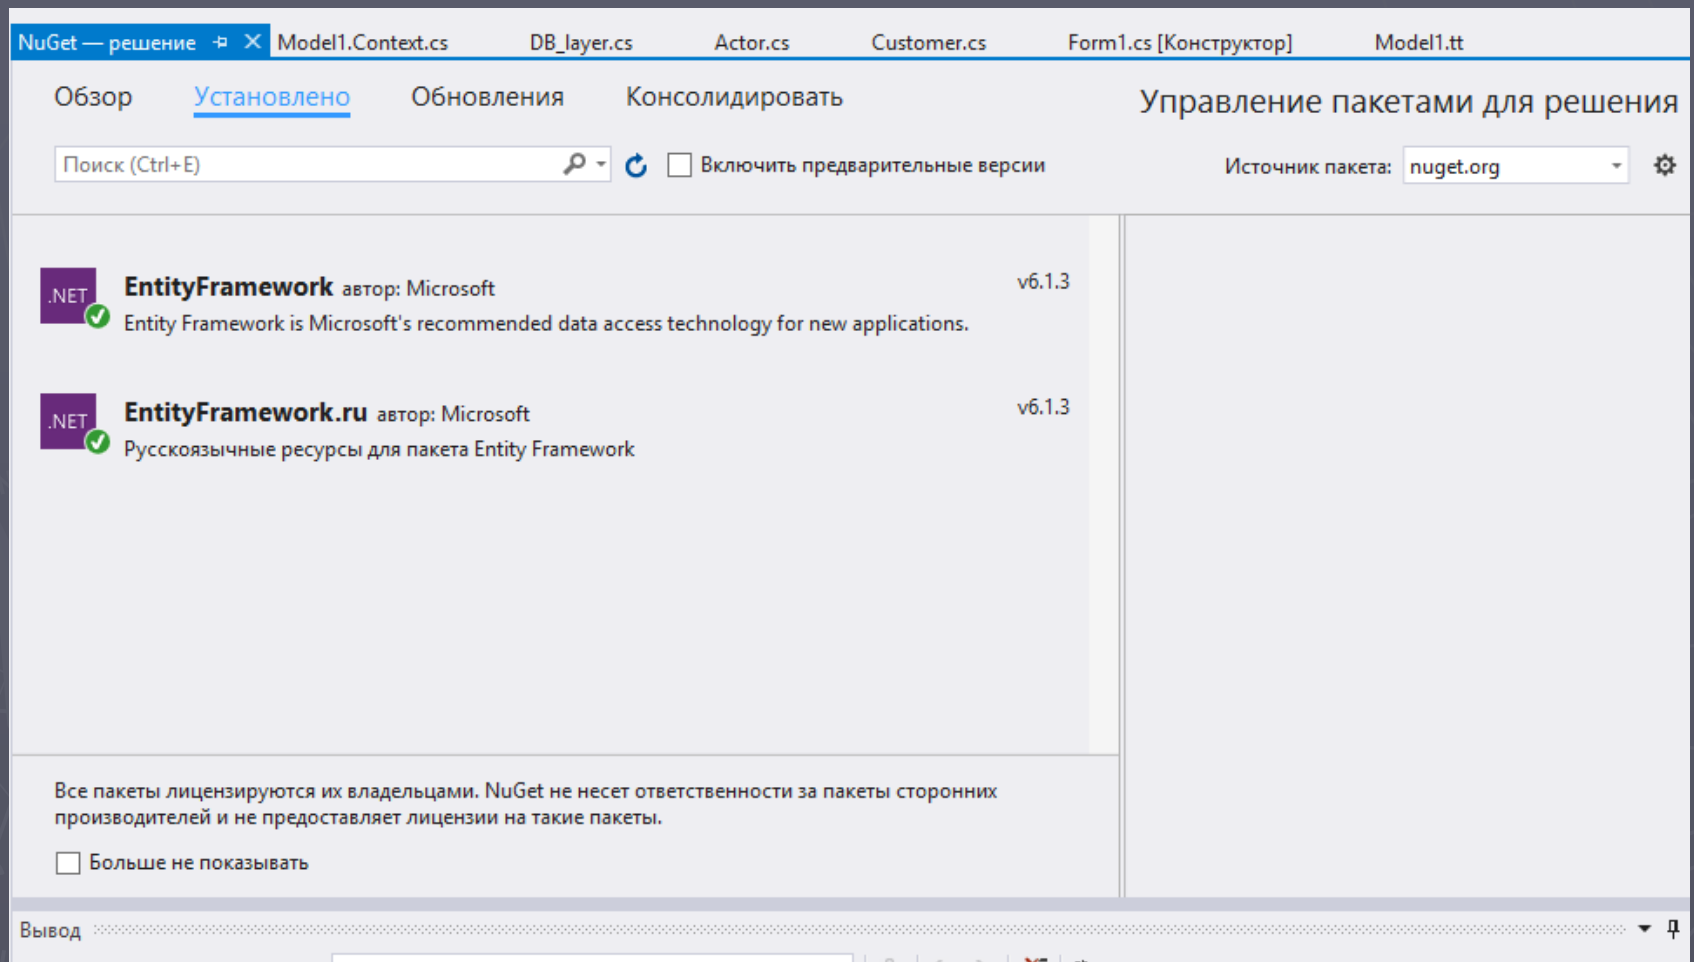 NuGet — решение Model1.Context.cs DB_layer.cs Actor.cs Customer.cs Form1.cs [Конструктор] Model1.tt
Обзор Установлено Обновления Консолидировать Управление пакетами для решения
Поиск (Ctrl+E) Включить предварительные версии Источник пакета: nuget.org
.NET EntityFramework автор: Microsoft v6.1.3
Entity Framework is Microsoft's recommended data access technology for new applications.
.NET EntityFramework.ru автор: Microsoft v6.1.3
Русскоязычные ресурсы для пакета Entity Framework
Все пакеты лицензируются их владельцами. NuGet не несет ответственности за пакеты сторонних
производителей и не предоставляет лицензии на такие пакеты.
Больше не показывать
Вывод